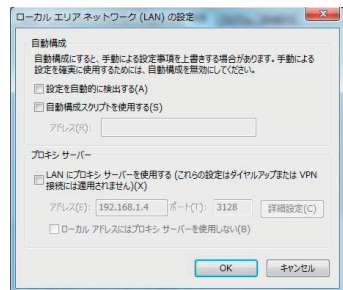 ローカル エリア ネットワーク (LAN) の設定
自動構成
自動構成にすると、手動による設定事項を上書きする場合があります。手動による
設定を確実に使用するためには、自動構成を無効にしてください。
設定を自動的に検出する(A)
自動構成スクリプトを使用する(S)
アドレス(R):
プロキシ サーバー
LAN にプロキシ サーバーを使用する (これらの設定はダイヤルアップまたは VPN
接続には適用されません)(X)
アドレス(E): 192.168.1.4 ポート(T): 3128 詳細設定(C)
ローカル アドレスにはプロキシ サーバーを使用しない(B)
OK キャンセル